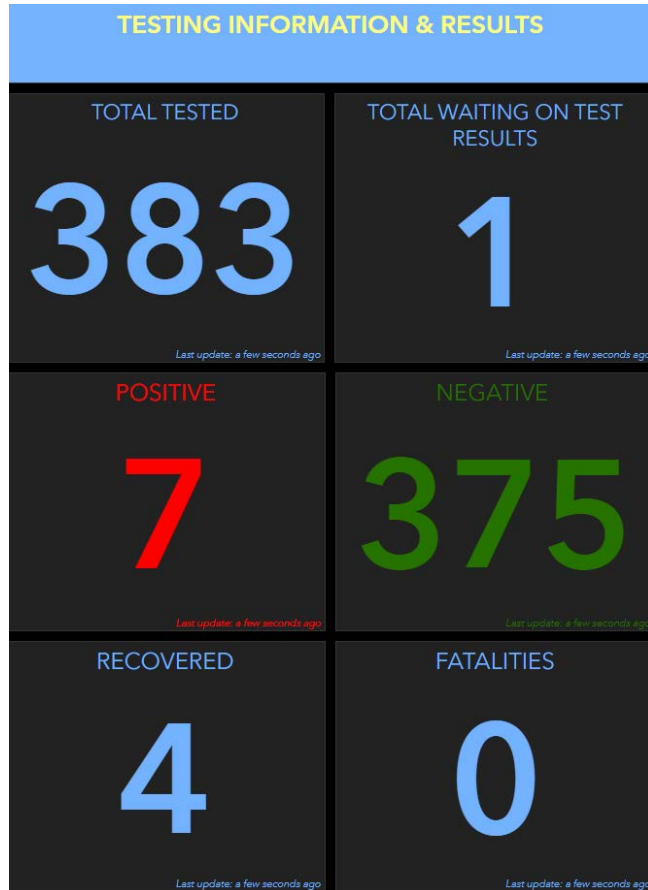 TESTING INFORMATION & RESULTS
TOTAL TESTED
383
Last update: a few seconds ago
TOTAL WAITING ON TEST
RESULTS
1
Last update: a few seconds ago
POSITIVE
7
Last update: a few seconds ago
NEGATIVE
375
Last update: a few seconds ago
RECOVERED
4
Last update: a few seconds ago
FATALITIES
0
Last update: a few seconds ago